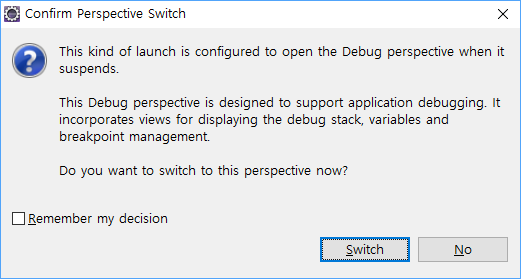 Confirm Perspective Switch
This kind of launch is configured to open the Debug perspective when it
suspends.
This Debug perspective is designed to support application debugging. It
incorporates views for displaying the debug stack, variables and
breakpoint management.
Do you want to switch to this perspective now?
Remember my decision
Switch
No